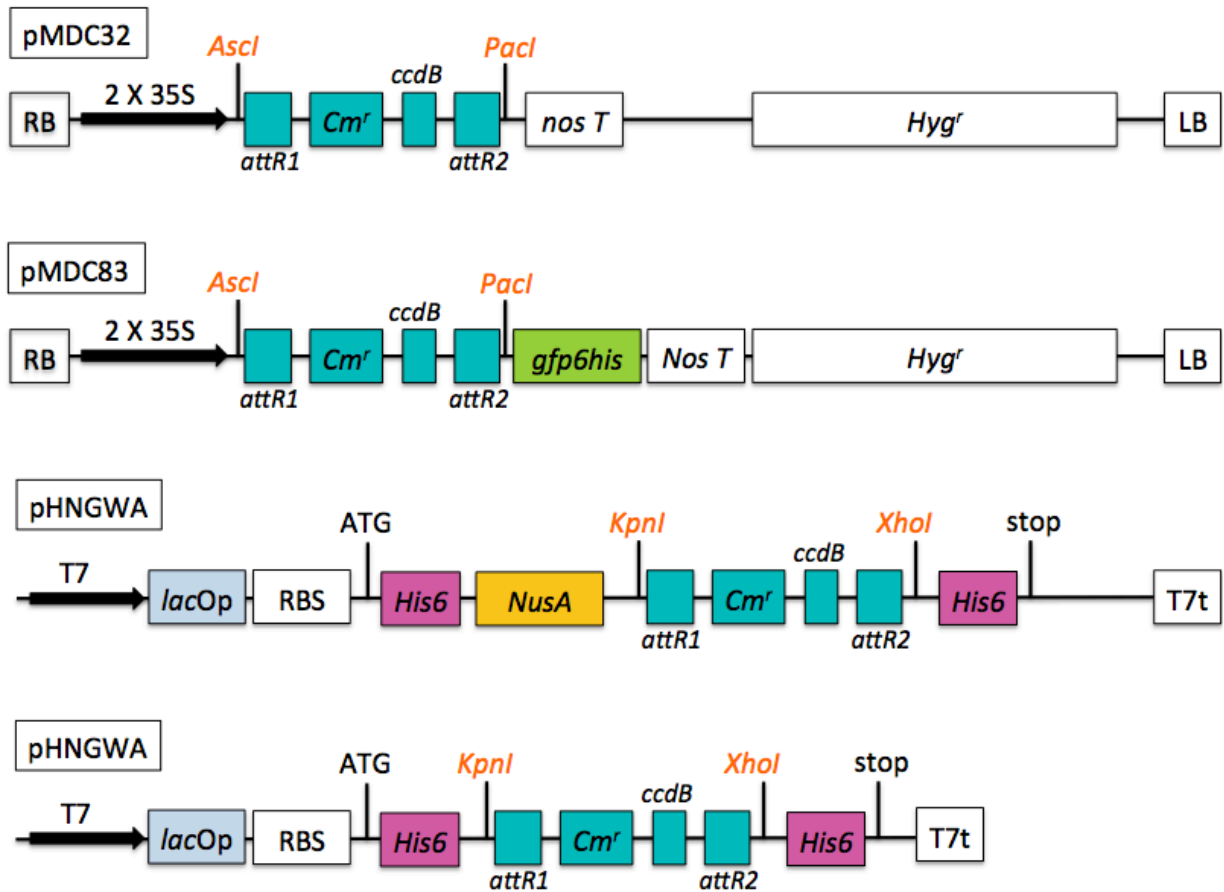 pMDC32
AscI PacI
2 X 35S ccdB
RB Cmʳ nos T Hygʳ LB
attR1 attR2
pMDC83
AscI PacI
2 X 35S ccdB
RB Cmʳ gfp6his Nos T Hygʳ LB
attR1 attR2
pHNGWA
ATG KpnI XhoI stop
T7 ccdB
lacOp RBS His6 NusA Cmʳ His6 T7t
attR1 attR2
pHNGWA
ATG KpnI XhoI stop
T7 ccdB
lacOp RBS His6 Cmʳ His6 T7t
attR1 attR2